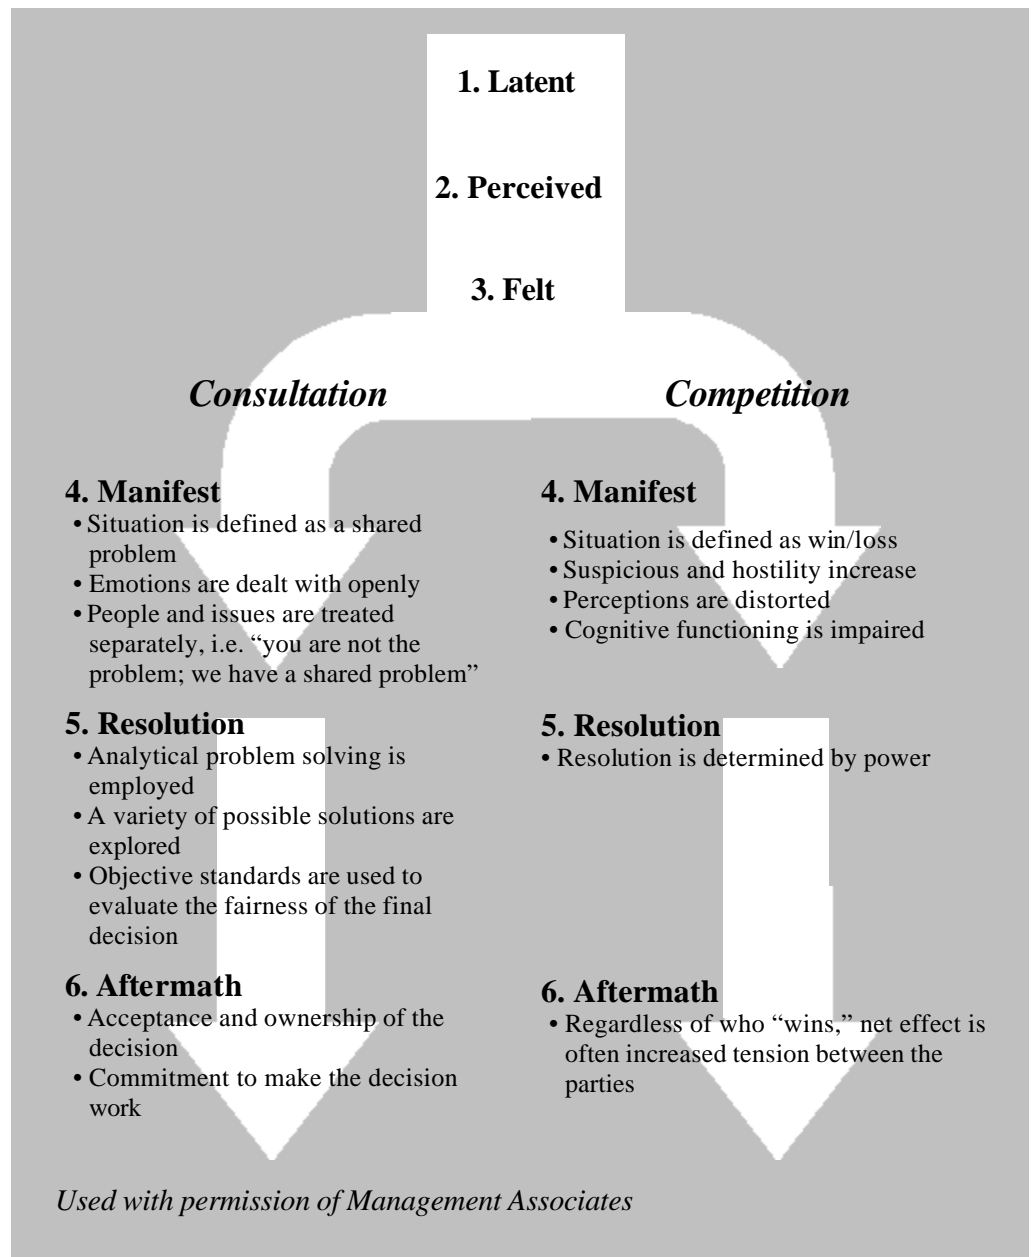 1. Latent
2. Perceived
3. Felt
Consultation
Competition
4. Manifest
• Situation is defined as a shared
problem
• Emotions are dealt with openly
• People and issues are treated
separately, i.e. “you are not the
problem; we have a shared problem”
5. Resolution
• Analytical problem solving is
employed
• A variety of possible solutions are
explored
• Objective standards are used to
evaluate the fairness of the final
decision
6. Aftermath
• Acceptance and ownership of the
decision
• Commitment to make the decision
work
4. Manifest
• Situation is defined as win/loss
• Suspicious and hostility increase
• Perceptions are distorted
• Cognitive functioning is impaired
5. Resolution
• Resolution is determined by power
6. Aftermath
• Regardless of who “wins,” net effect is
often increased tension between the
parties
Used with permission of Management Associates